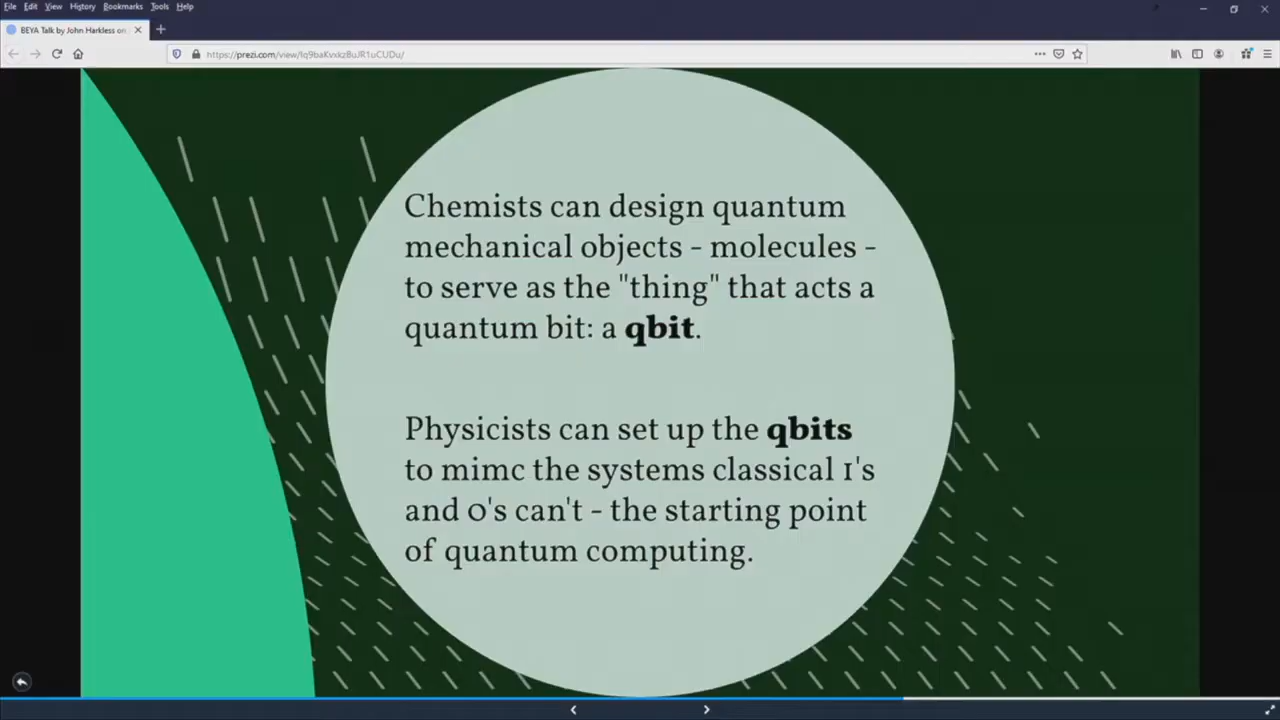 File Edit View History Bookmarks Tools Help
BEYA Talk by John Harkless on
Chemists can design quantum
mechanical objects - molecules -
to serve as the "thing" that acts a
quantum bit: a qbit.
Physicists can set up the qbits
to mimc the systems classical 1's
and 0's can't - the starting point
of quantum computing.